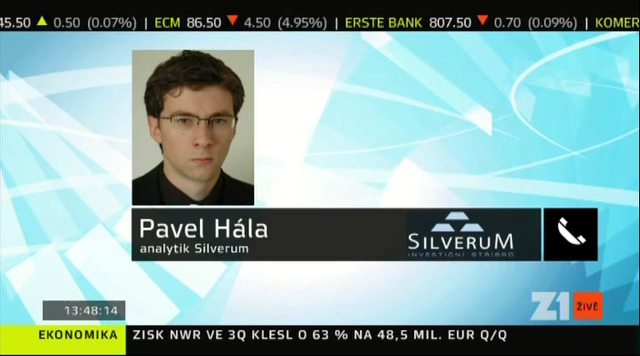 45.50 ▲ 0.50 (0.07%) | ECM 86.50 ▼ 4.50 (4.95%) | ERSTE BANK 807.50 ▼ 0.70 (0.09%) | KOMER
Pavel Hála
analytik Silverum
SILVERUM
INVESTIČNÍ STŘÍBRO
13:48:14
Z1 ŽIVĚ
EKONOMIKA ZISK NWR VE 3Q KLESL O 63 % NA 48,5 MIL. EUR Q/Q